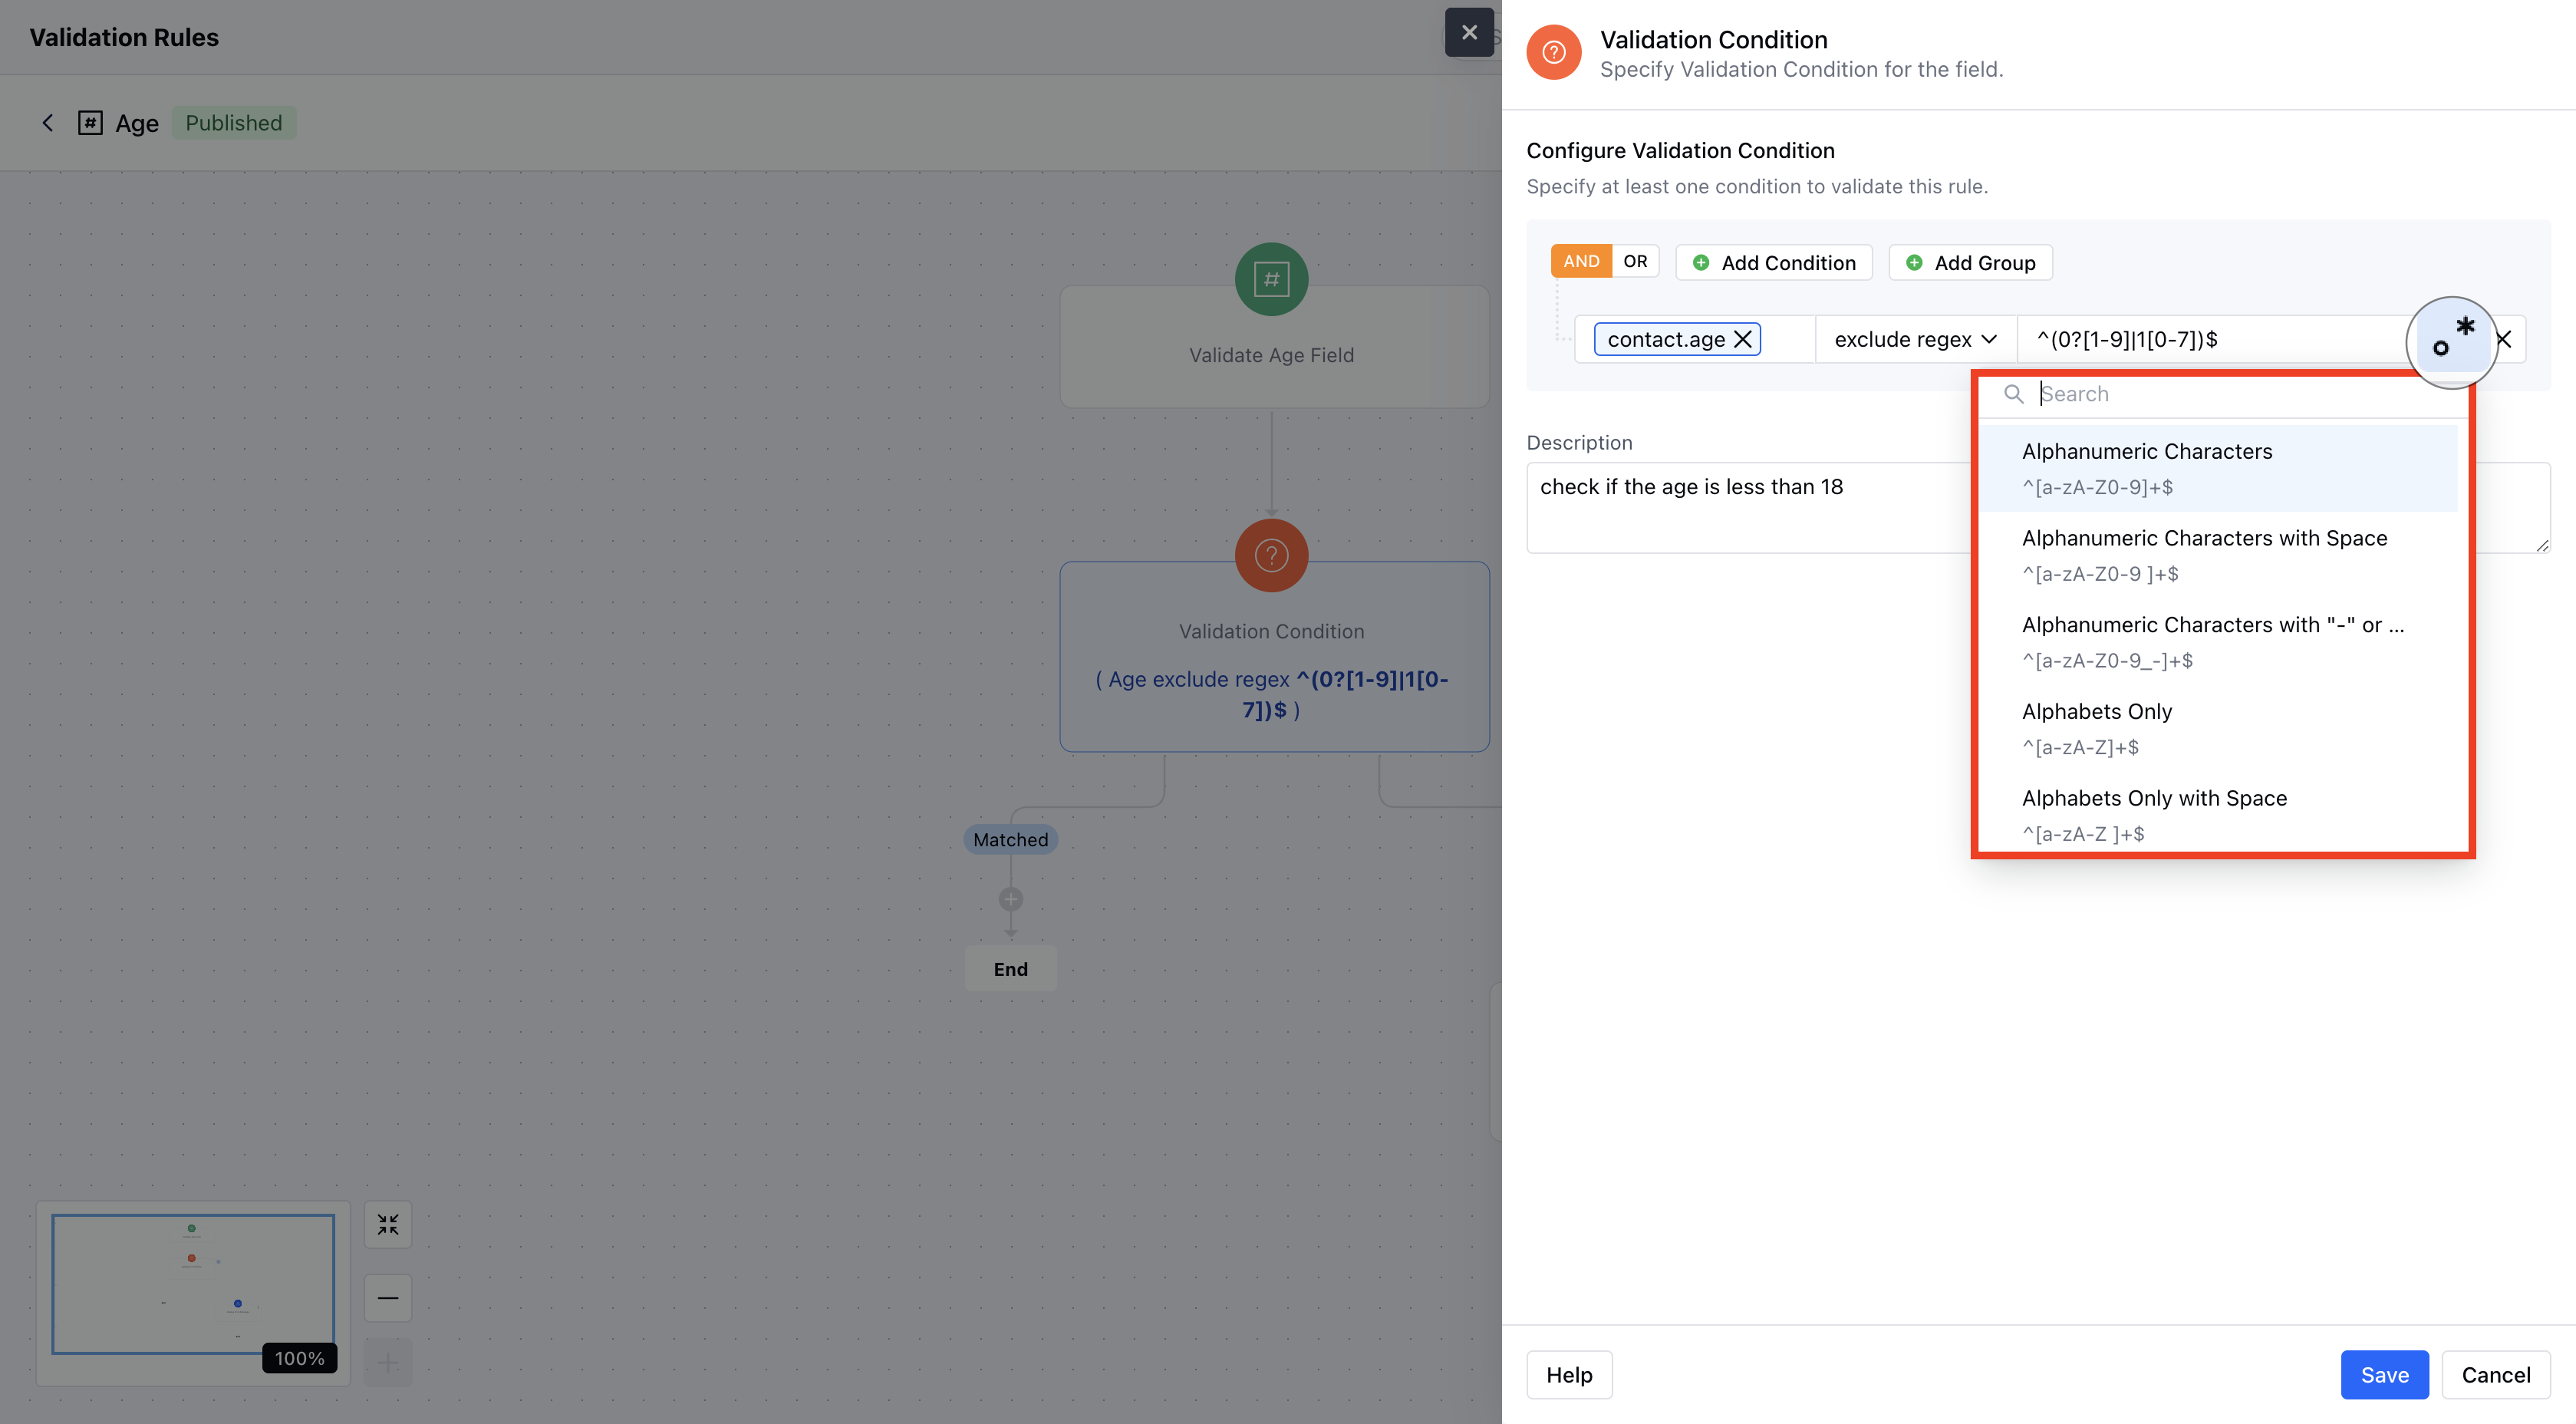 Validation Rules
Age
Published
Validate Age Field
Validation Condition
( Age exclude regex ^(0?[1-9]|1[0-
7])$ )
Matched
End
100%
Validation Condition
Specify Validation Condition for the field.
Configure Validation Condition
Specify at least one condition to validate this rule.
AND OR Add Condition Add Group
contact.age exclude regex ^(0?[1-9]|1[0-7])$
Search
Alphanumeric Characters
^[a-zA-Z0-9]+$
Alphanumeric Characters with Space
^[a-zA-Z0-9 ]+$
Alphanumeric Characters with "-" or ...
^[a-zA-Z0-9_-]+$
Alphabets Only
^[a-zA-Z]+$
Alphabets Only with Space
^[a-zA-Z ]+$
Description
check if the age is less than 18
Help
Save
Cancel